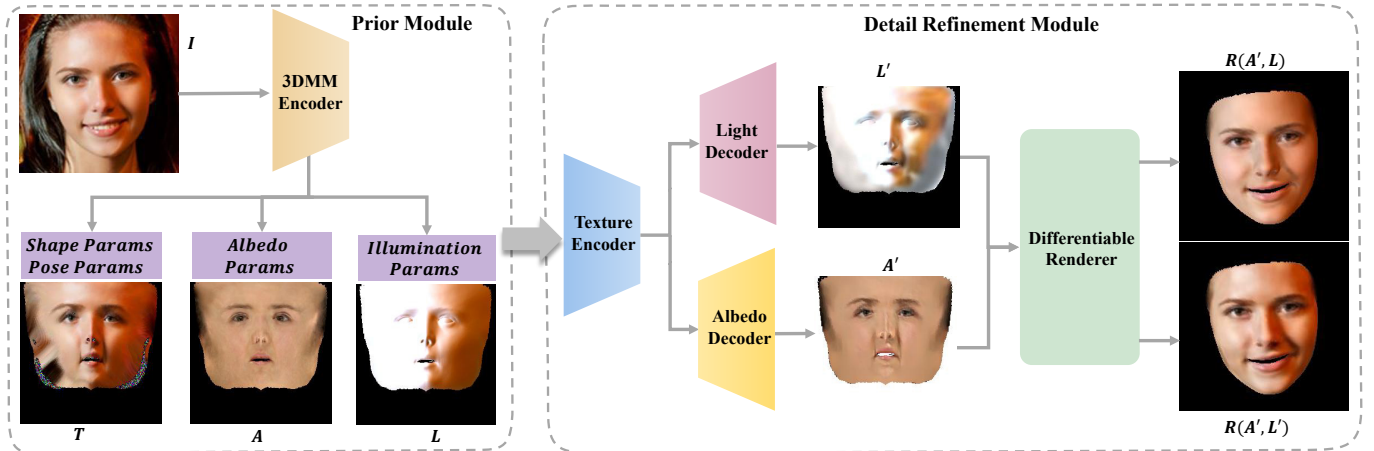 Prior Module
I
3DMM
Encoder
Shape Params
Pose Params
Albedo
Params
Illumination
Params
T
A
L
Detail Refinement Module
Texture
Encoder
Light
Decoder
Albedo
Decoder
L′
A′
Differentiable
Renderer
R(A′, L)
R(A′, L′)